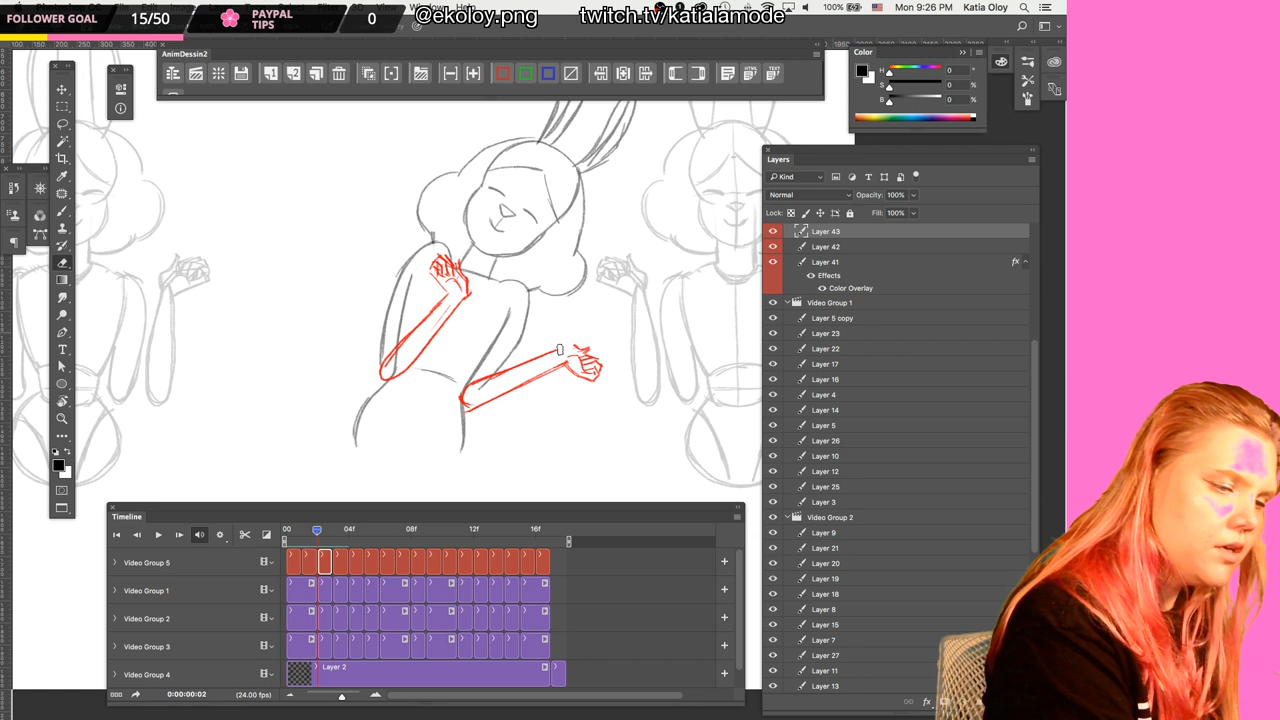 FOLLOWER GOAL 15/50 PAYPAL TIPS 0 @ekoloy.png twitch.tv/katialamode
100% Mon 9:26 PM Katia Oloy
AnimDessin2
Color
H 0 °
S 0 %
B 0 %
Layers
Kind
Normal Opacity: 100%
Lock: Fill: 100%
Layer 43
Layer 42
Layer 41 fx
Effects
Color Overlay
Video Group 1
Layer 5 copy
Layer 23
Layer 22
Layer 17
Layer 16
Layer 4
Layer 14
Layer 5
Layer 26
Layer 10
Layer 12
Layer 25
Layer 3
Video Group 2
Layer 9
Layer 21
Layer 20
Layer 19
Layer 18
Layer 8
Layer 15
Layer 7
Layer 27
Layer 11
Layer 13
Timeline
00 04f 08f 12f 16f
Video Group 5
Video Group 1
Video Group 2
Video Group 3
Video Group 4 Layer 2
0:00:00:02 (24.00 fps)